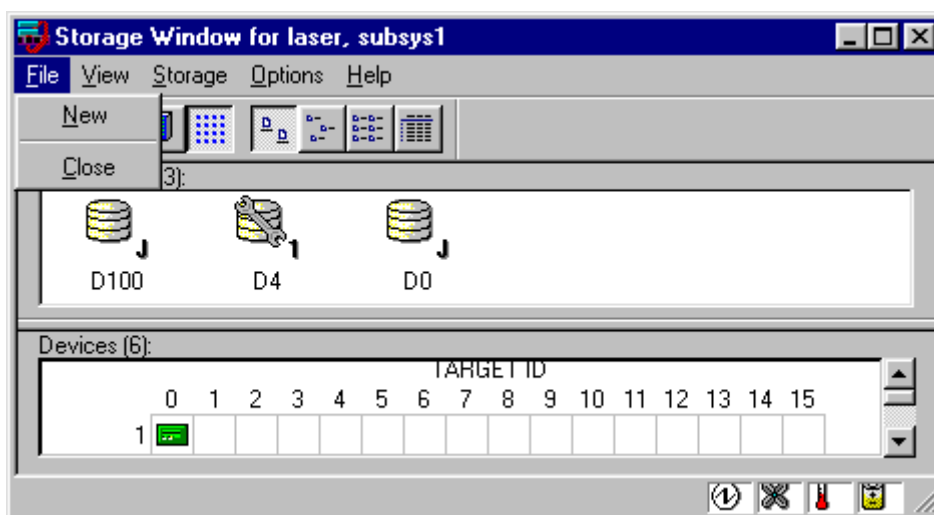 Storage Window for laser, subsys1
File View Storage Options Help
New
Close
3):
J 1 J
D100 D4 D0
Devices (6):
TARGET ID
0 1 2 3 4 5 6 7 8 9 10 11 12 13 14 15
1